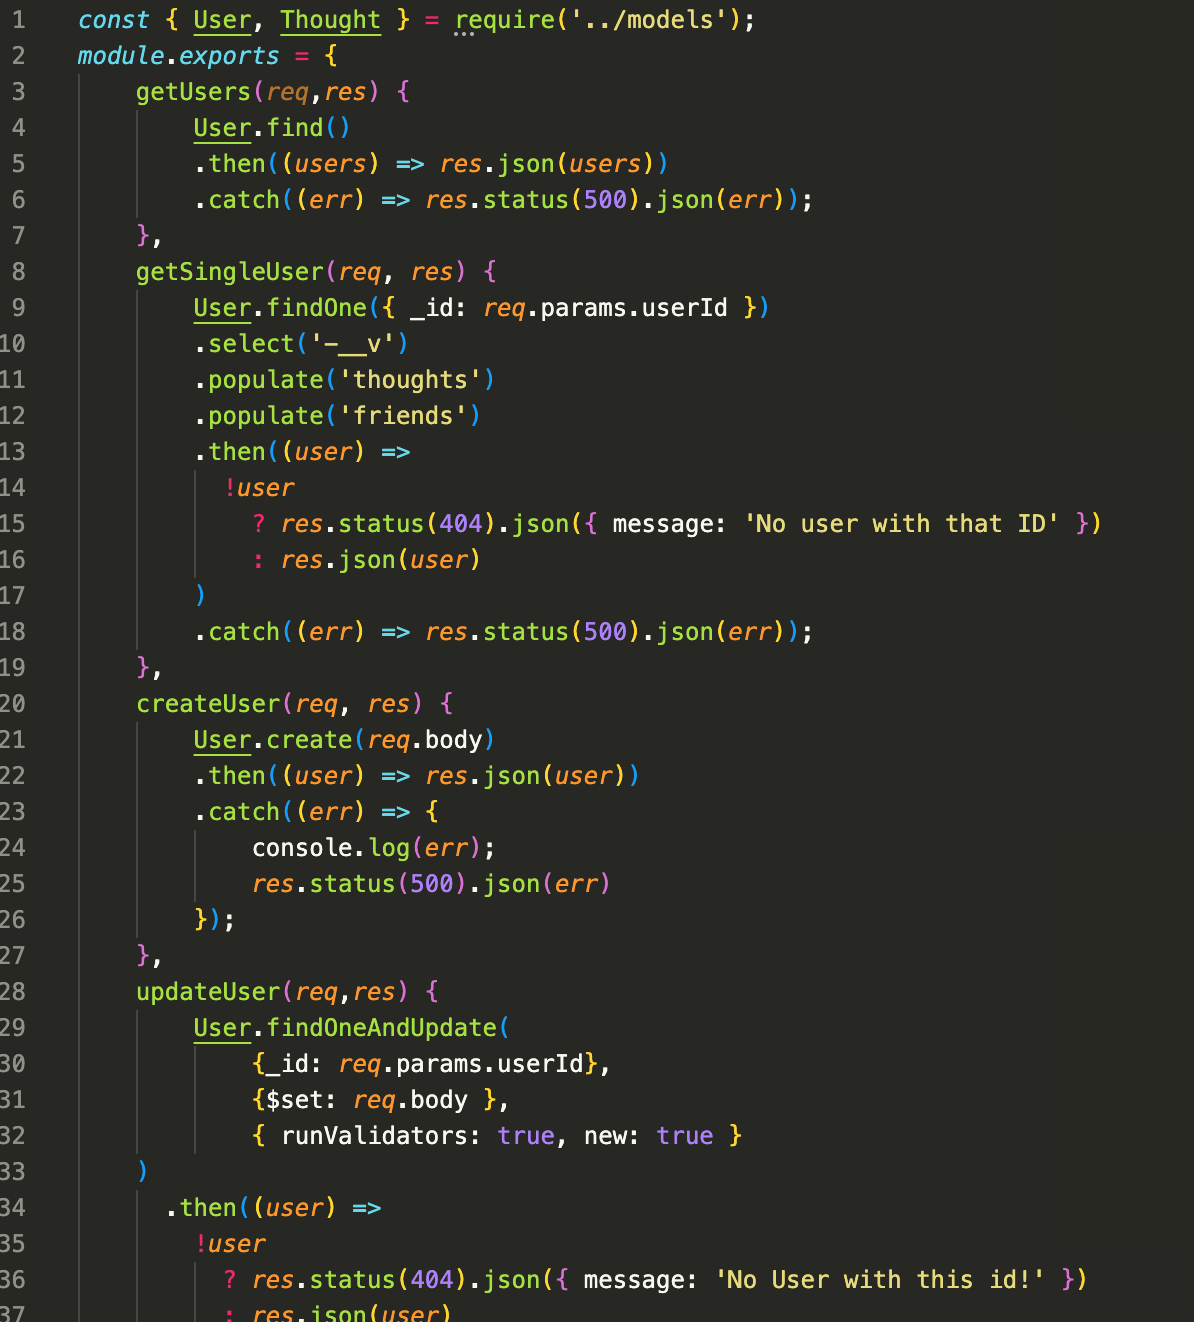 1 const { User, Thought } = require('../models');
2 module.exports = {
3 getUsers(req,res) {
4 User.find()
5 .then((users) => res.json(users))
6 .catch((err) => res.status(500).json(err));
7 },
8 getSingleUser(req, res) {
9 User.findOne({ _id: req.params.userId })
10 .select('-__v')
11 .populate('thoughts')
12 .populate('friends')
13 .then((user) =>
14 !user
15 ? res.status(404).json({ message: 'No user with that ID' })
16 : res.json(user)
17 )
18 .catch((err) => res.status(500).json(err));
19 },
20 createUser(req, res) {
21 User.create(req.body)
22 .then((user) => res.json(user))
23 .catch((err) => {
24 console.log(err);
25 res.status(500).json(err)
26 });
27 },
28 updateUser(req,res) {
29 User.findOneAndUpdate(
30 {_id: req.params.userId},
31 {$set: req.body },
32 { runValidators: true, new: true }
33 )
34 .then((user) =>
35 !user
36 ? res.status(404).json({ message: 'No User with this id!' })
37 : res.json(user)